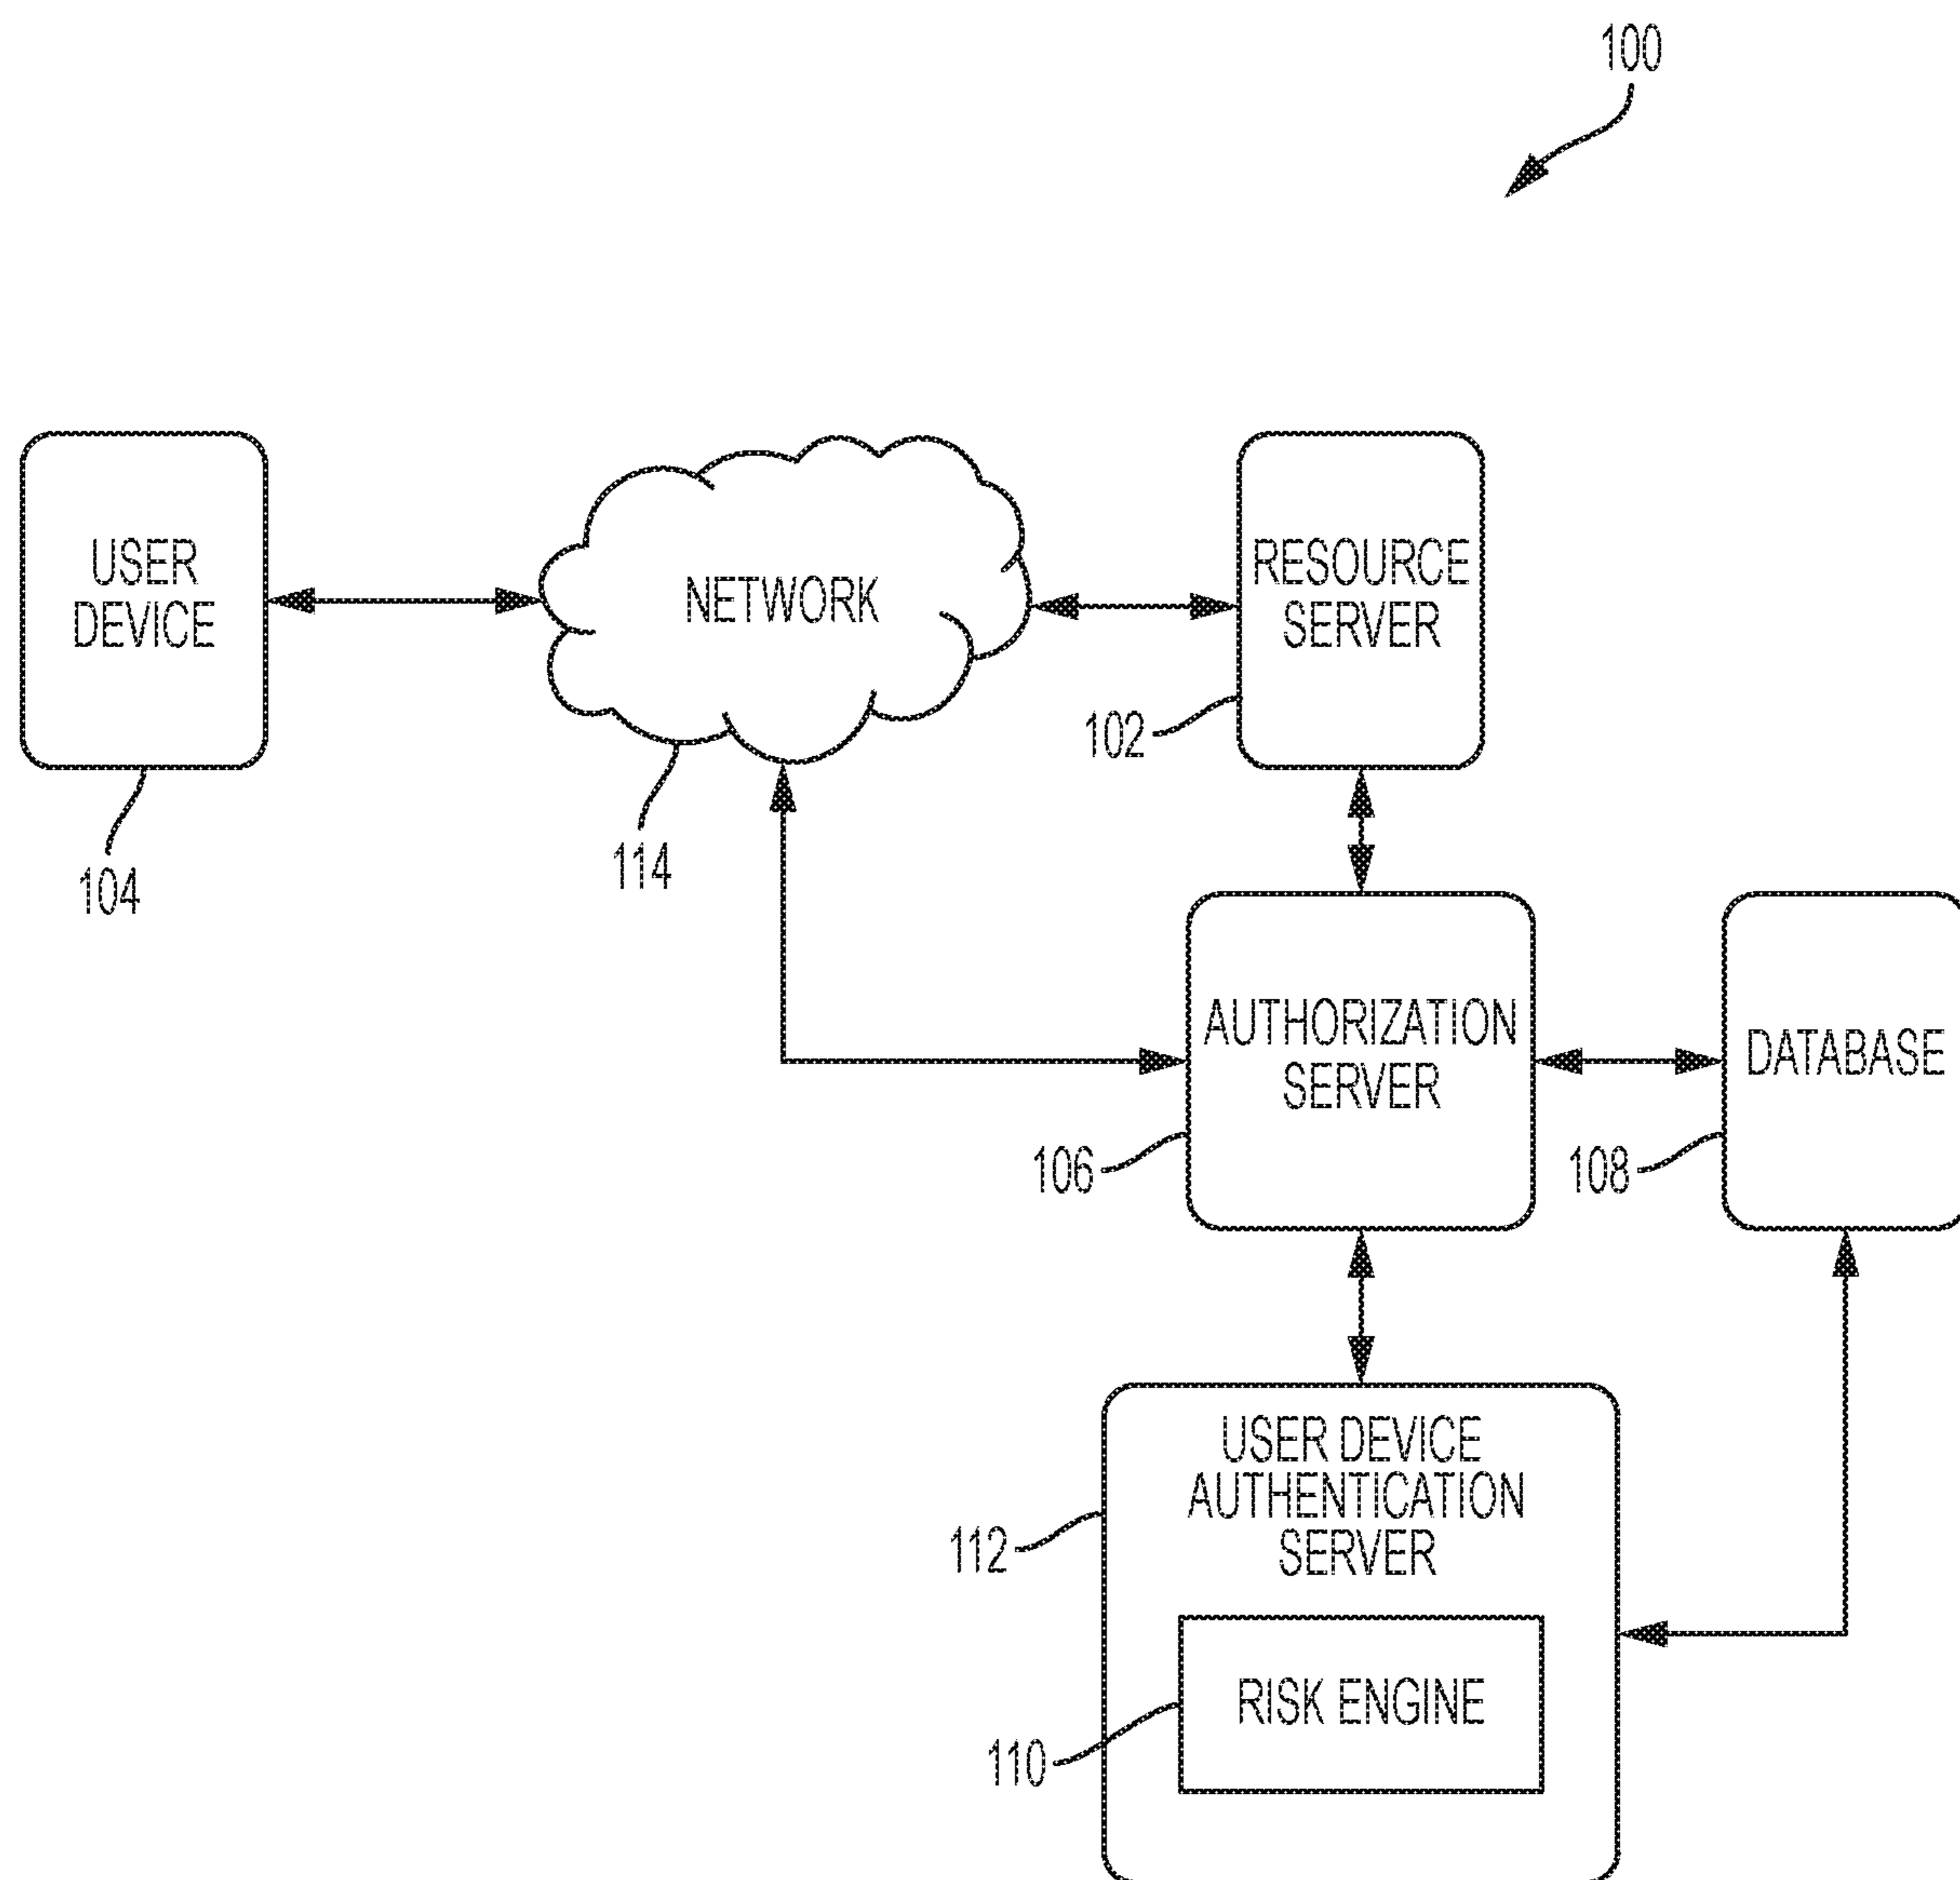 100
USER
DEVICE
104
NETWORK
114
RESOURCE
SERVER
102
AUTHORIZATION
SERVER
106
DATABASE
108
USER DEVICE
AUTHENTICATION
SERVER
112
RISK ENGINE
110